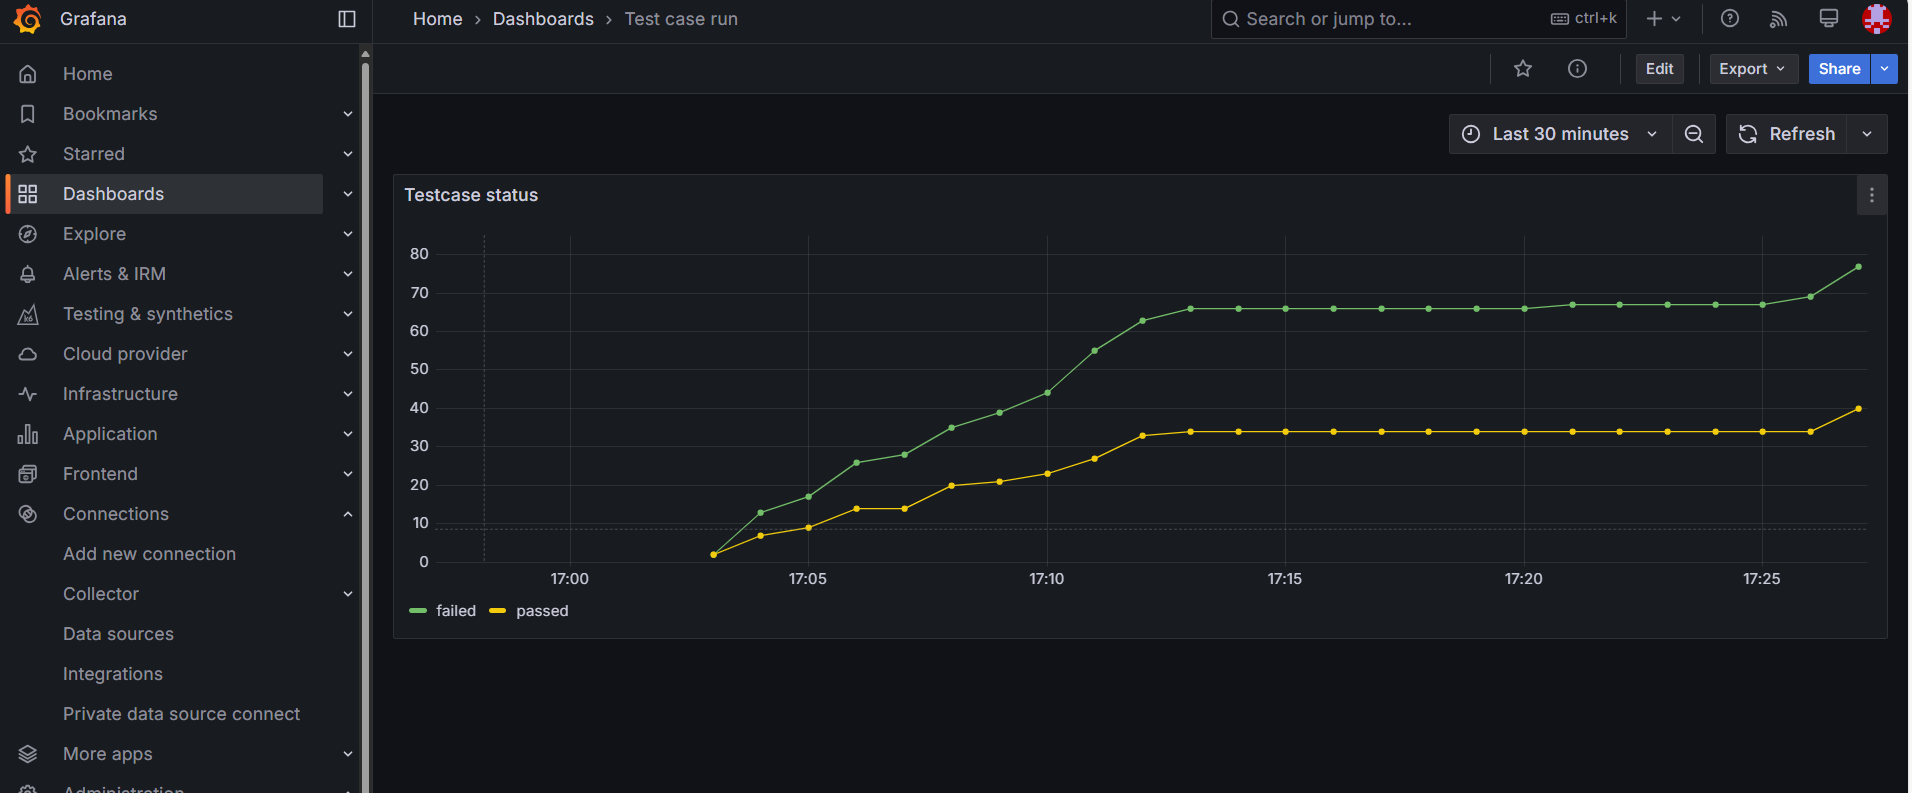 Grafana
Home › Dashboards › Test case run
Search or jump to...
ctrl+k
Edit
Export
Share
Last 30 minutes
Refresh
Home
Bookmarks
Starred
Dashboards
Explore
Alerts & IRM
Testing & synthetics
Cloud provider
Infrastructure
Application
Frontend
Connections
Add new connection
Collector
Data sources
Integrations
Private data source connect
More apps
Administration
Testcase status
80
70
60
50
40
30
20
10
0
17:00 17:05 17:10 17:15 17:20 17:25
failed passed